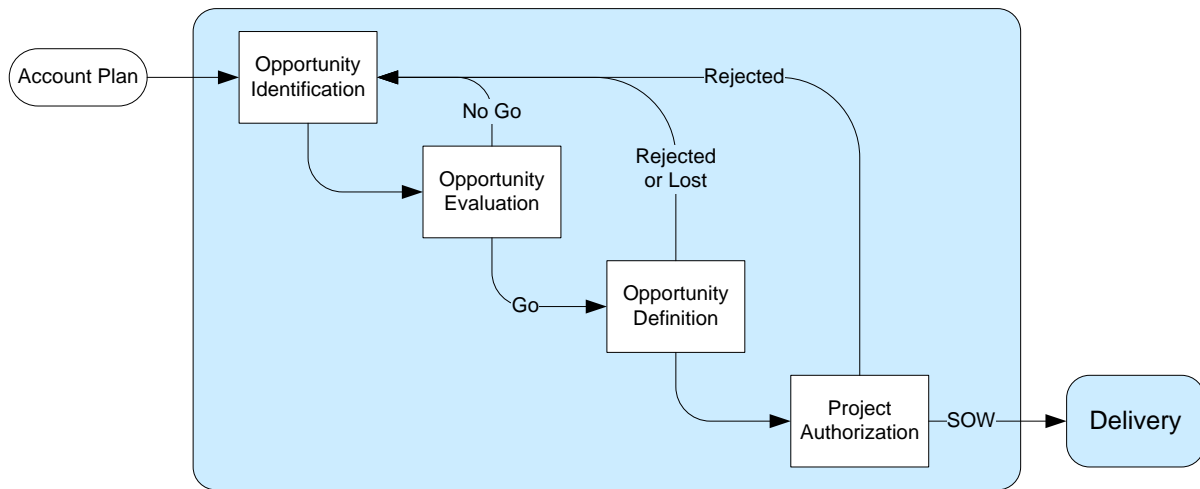 Account Plan
Opportunity
Identification
Rejected
No Go
Opportunity
Evaluation
Rejected
or Lost
Go
Opportunity
Definition
Project
Authorization
SOW
Delivery